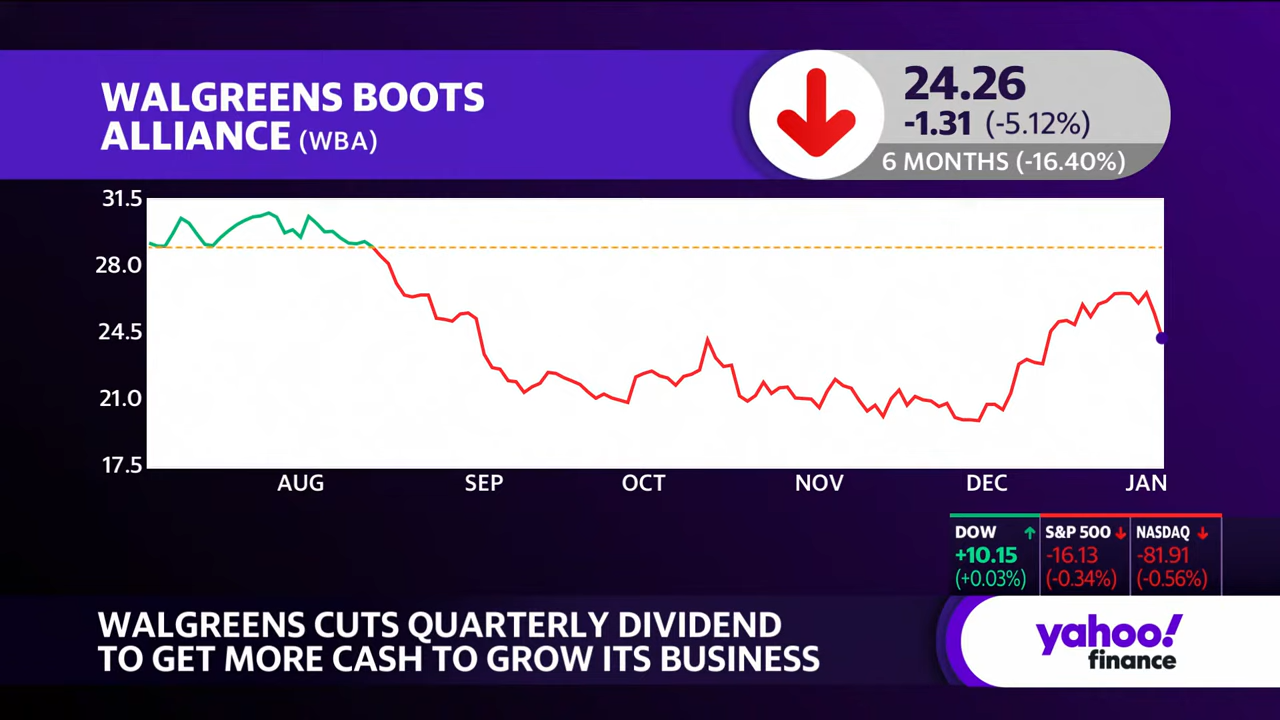 WALGREENS BOOTS
ALLIANCE (WBA)
24.26
-1.31 (-5.12%)
6 MONTHS (-16.40%)
31.5
28.0
24.5
21.0
17.5
AUG SEP OCT NOV DEC JAN
DOW
+10.15
(+0.03%)
S&P 500
-16.13
(-0.34%)
NASDAQ
-81.91
(-0.56%)
WALGREENS CUTS QUARTERLY DIVIDEND
TO GET MORE CASH TO GROW ITS BUSINESS
yahoo!
finance